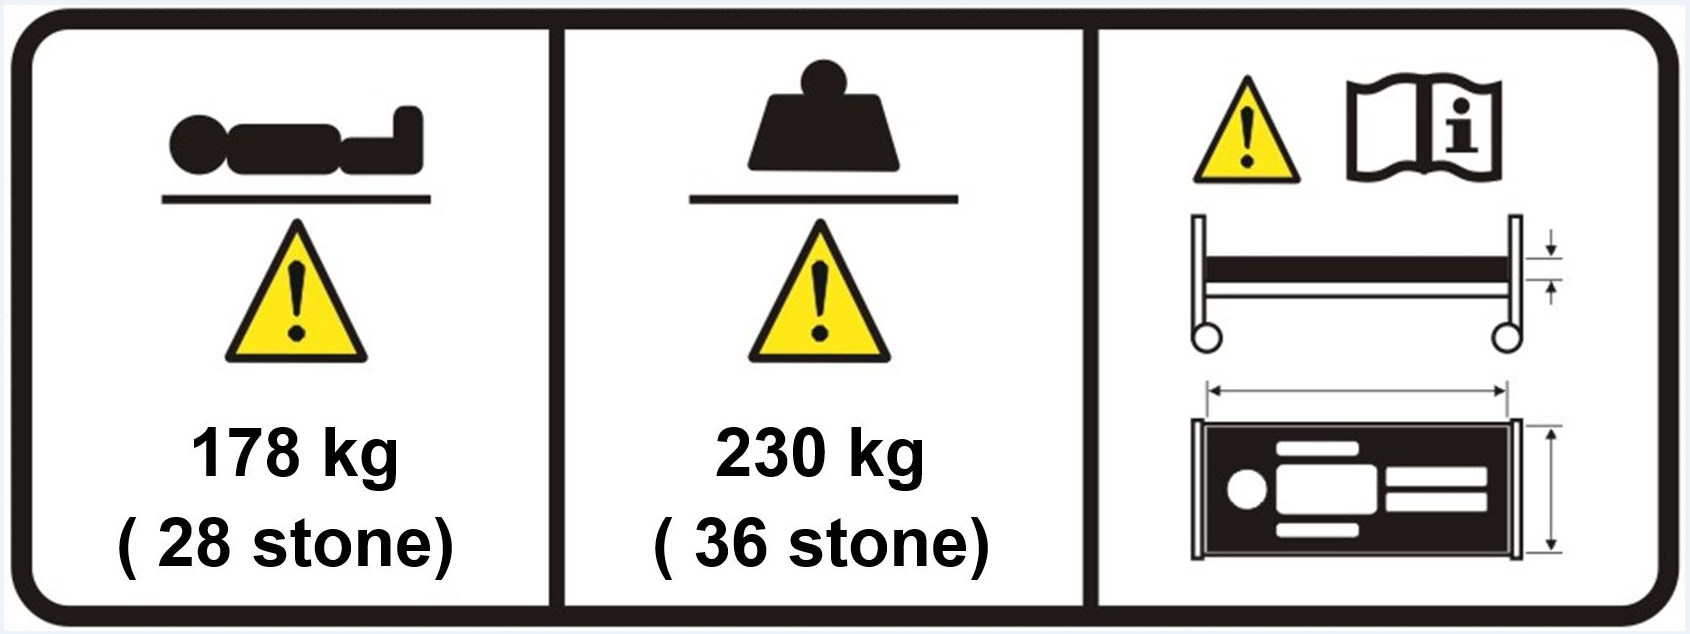 178 kg
( 28 stone)
230 kg
( 36 stone)